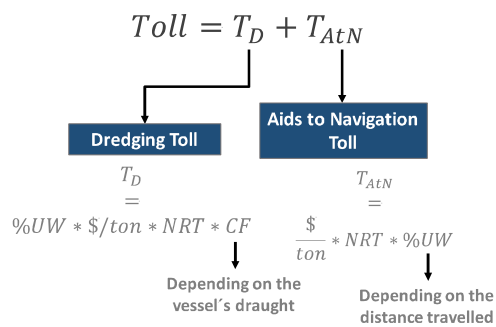 Toll = T_D + T_AtN
Dredging Toll
Aids to Navigation
Toll
T_D
=
%UW * $/ton * NRT * CF
T_AtN
=
$/ton * NRT * %UW
Depending on the
vessel´s draught
Depending on the
distance travelled